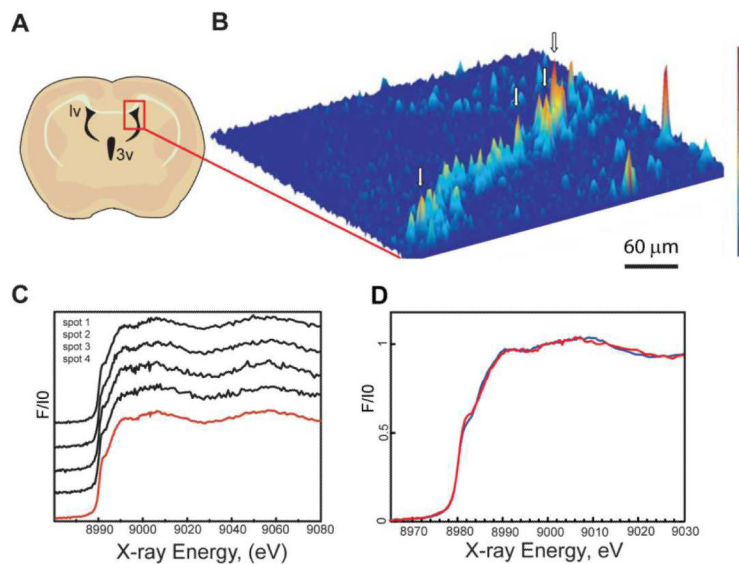 A
lv
3v
B
60 μm
C
spot 1
spot 2
spot 3
spot 4
F/I0
8990 9000 9020 9040 9060 9080
X-ray Energy, (eV)
D
F/I0
1
0.5
0
8970 8980 8990 9000 9010 9020 9030
X-ray Energy, eV